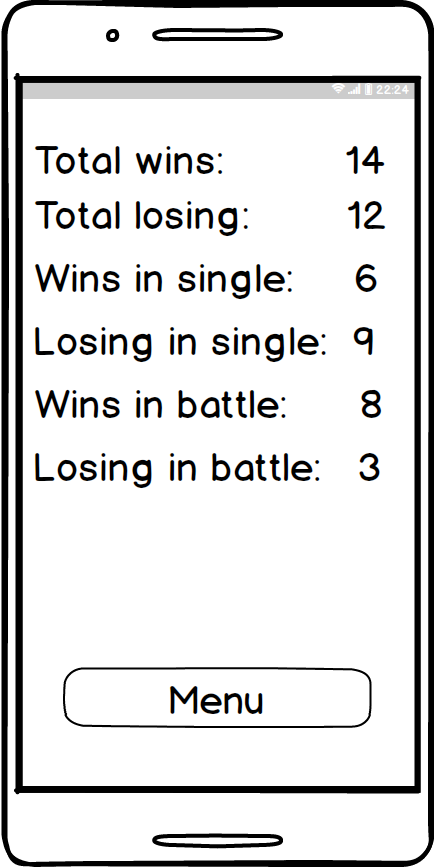 22:24
Total wins: 14
Total losing: 12
Wins in single: 6
Losing in single: 9
Wins in battle: 8
Losing in battle: 3
Menu